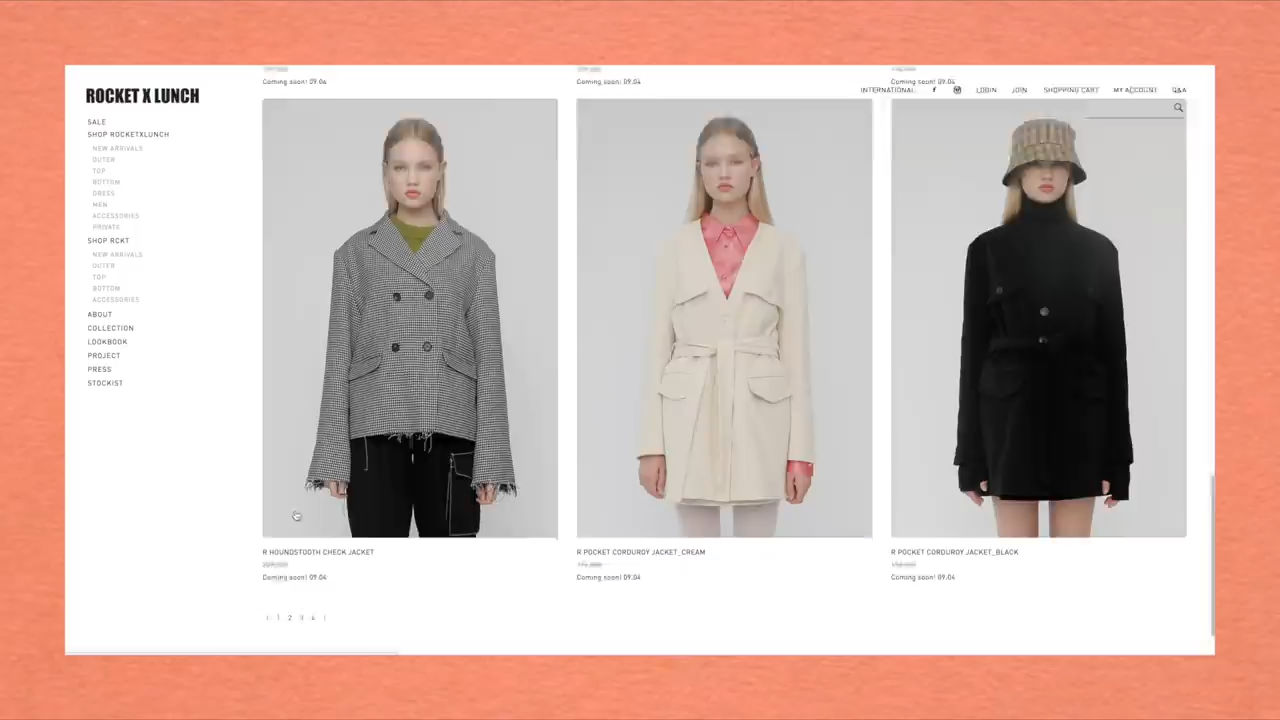 Coming soon! 09.04
Coming soon! 09.04
Coming soon! 09.04
ROCKET X LUNCH
INTERNATIONAL
f
LOGIN
JOIN
SHOPPING CART
MY ACCOUNT
Q&A
SALE
SHOP ROCKETXLUNCH
NEW ARRIVALS
OUTER
TOP
BOTTOM
DRESS
MEN
ACCESSORIES
PRIVATE
SHOP RCKT
NEW ARRIVALS
OUTER
TOP
BOTTOM
ACCESSORIES
ABOUT
COLLECTION
LOOKBOOK
PROJECT
PRESS
STOCKIST
R HOUNDSTOOTH CHECK JACKET
Coming soon! 09.04
R POCKET CORDUROY JACKET_CREAM
Coming soon! 09.04
R POCKET CORDUROY JACKET_BLACK
Coming soon! 09.04
1 2 3 4